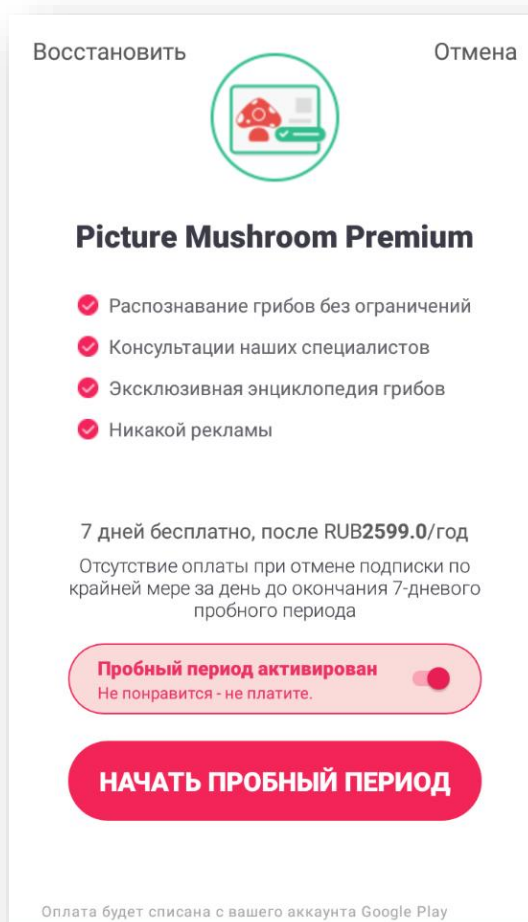 Восстановить
Отмена
Picture Mushroom Premium
Распознавание грибов без ограничений
Консультации наших специалистов
Эксклюзивная энциклопедия грибов
Никакой рекламы
7 дней бесплатно, после RUB2599.0/год
Отсутствие оплаты при отмене подписки по
крайней мере за день до окончания 7-дневого
пробного периода
Пробный период активирован
Не понравится - не платите.
НАЧАТЬ ПРОБНЫЙ ПЕРИОД
Оплата будет списана с вашего аккаунта Google Play